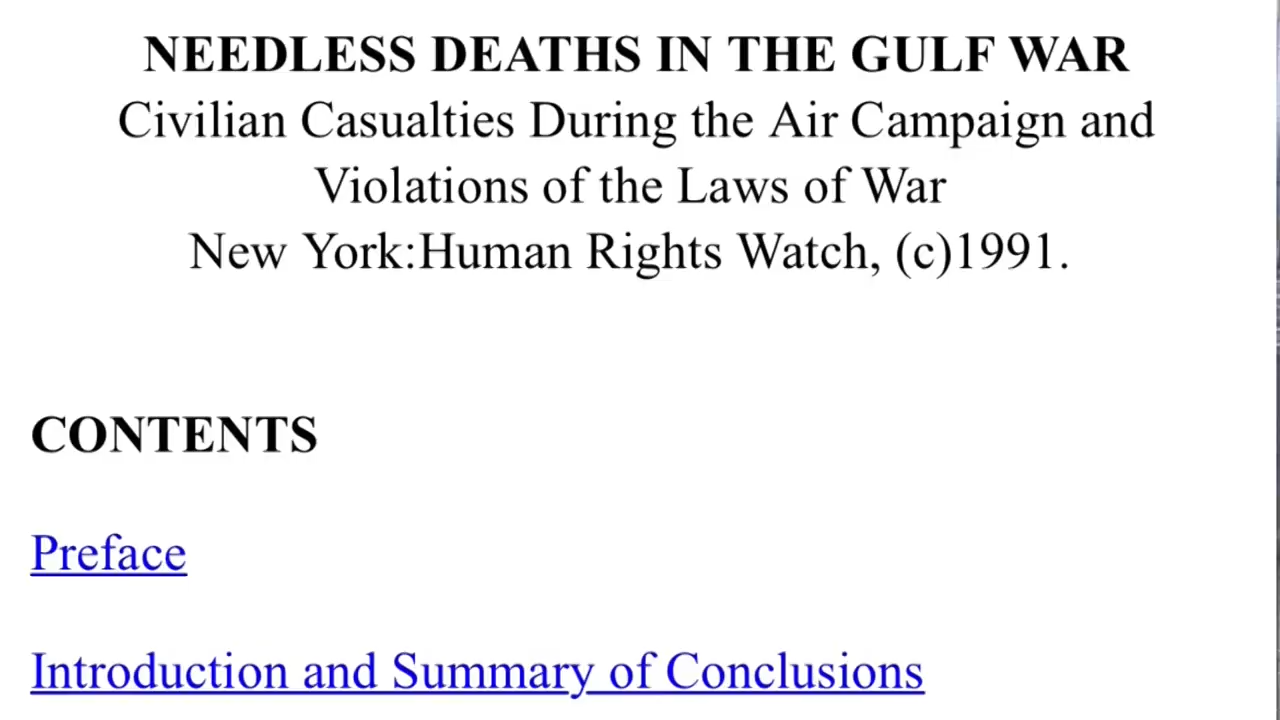 NEEDLESS DEATHS IN THE GULF WAR
Civilian Casualties During the Air Campaign and
Violations of the Laws of War
New York:Human Rights Watch, (c)1991.
CONTENTS
Preface
Introduction and Summary of Conclusions